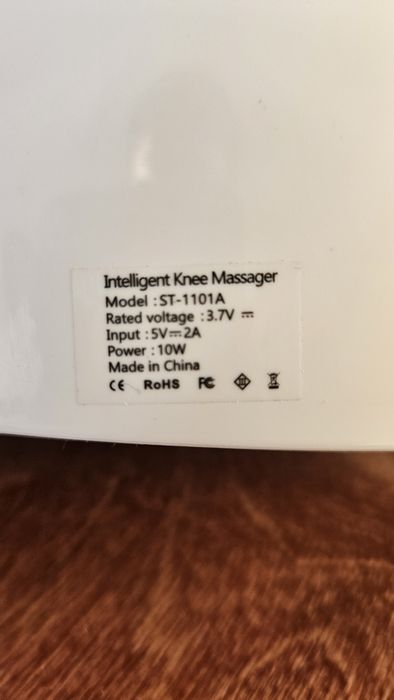 Intelligent Knee Massager
Model : ST-1101A
Rated voltage : 3.7V ⎓
Input : 5V⎓2A
Power : 10W
Made in China
CE RoHS FC